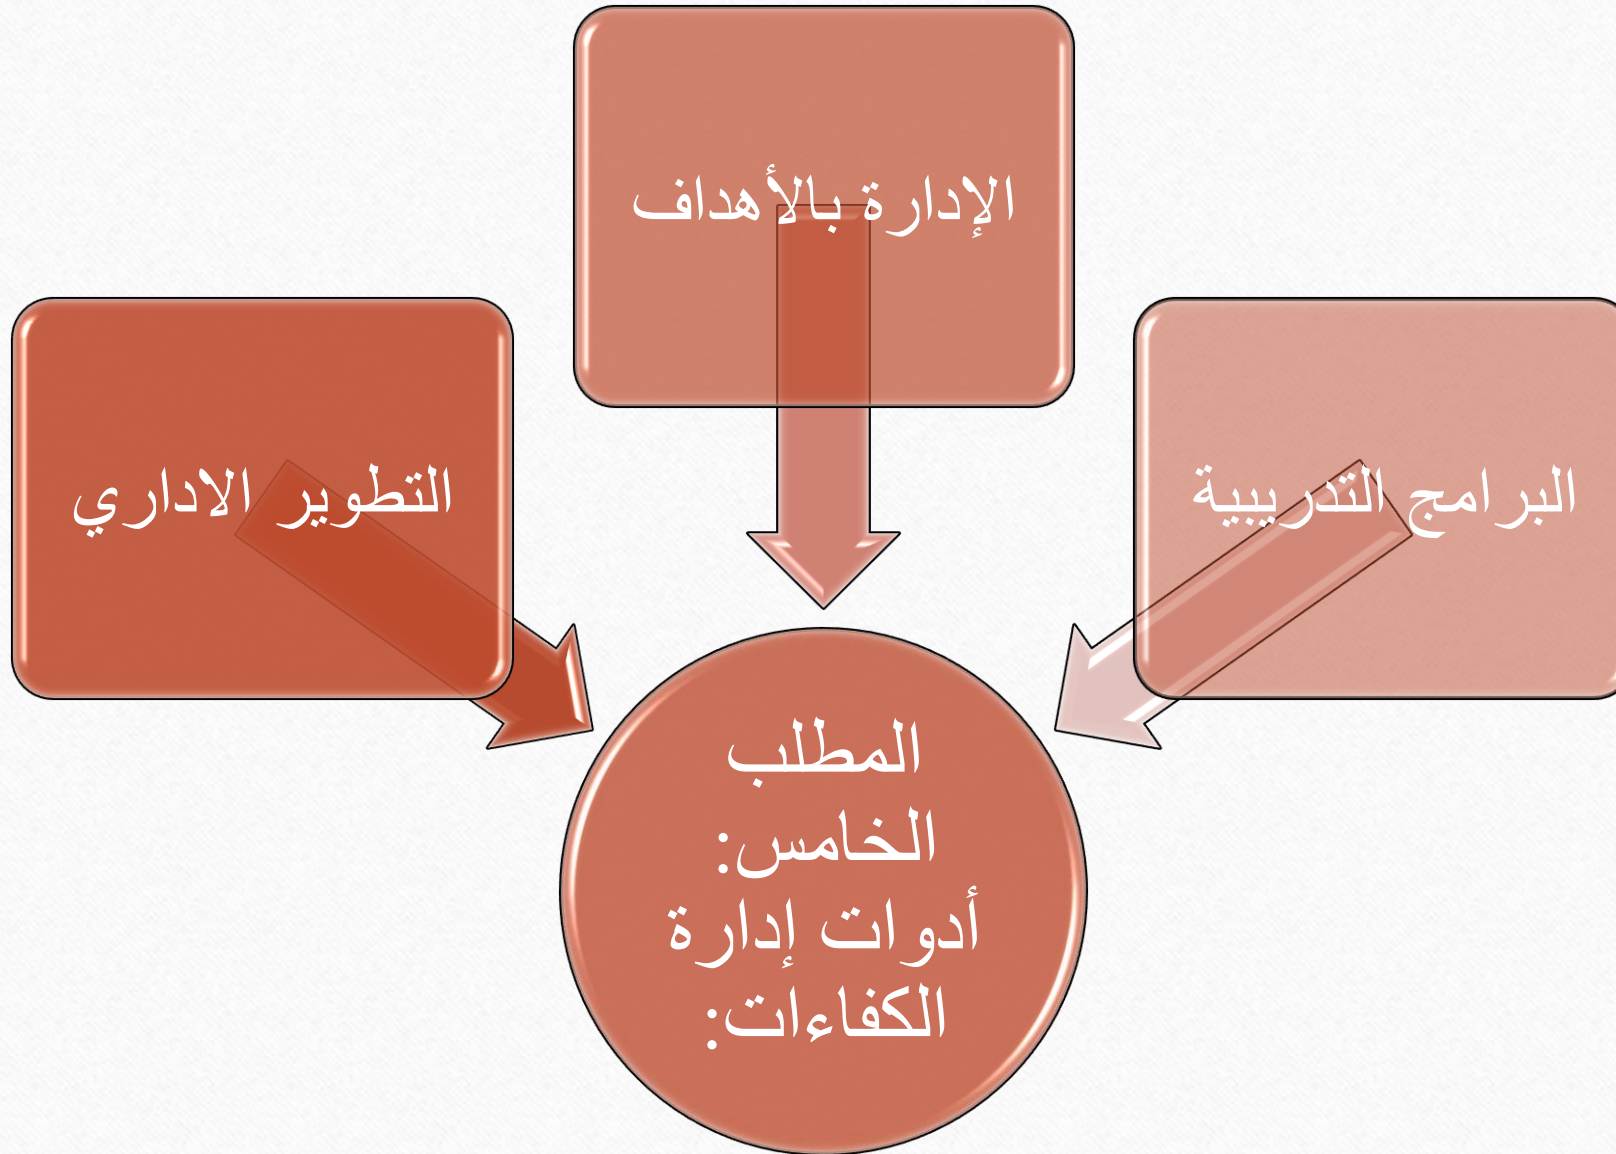 الإدارة بالأهداف
البرامج التدريبية
التطوير الاداري
المطلب
الخامس:
أدوات إدارة
الكفاءات: